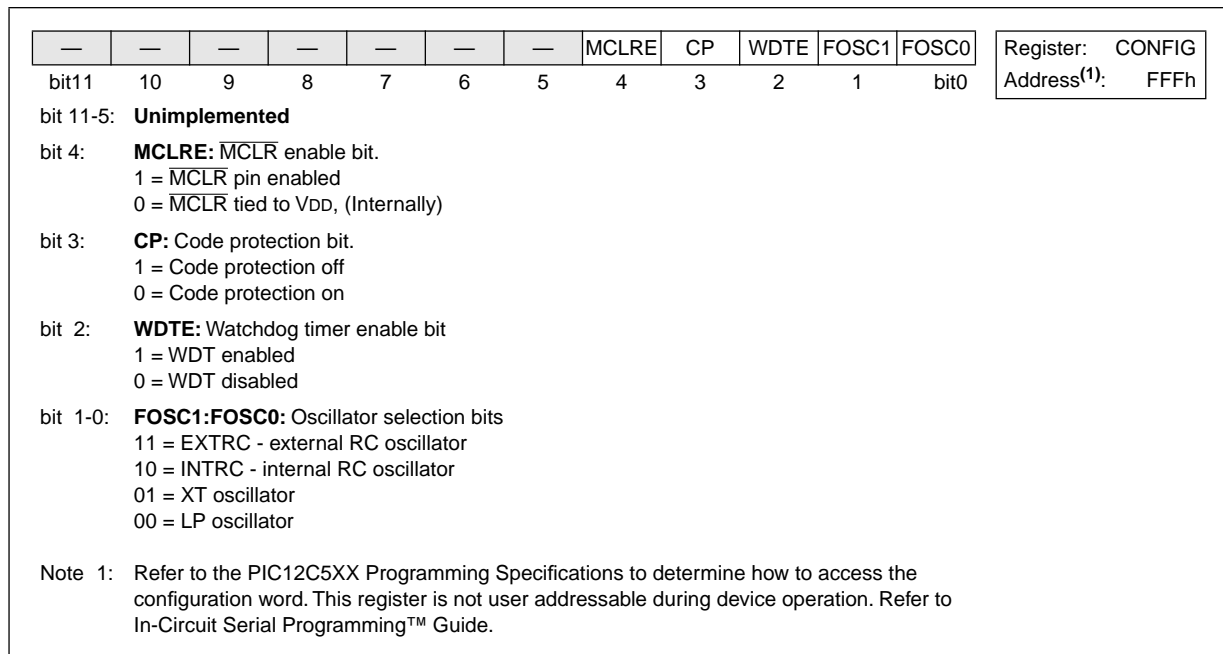 — — — — — — — MCLRE CP WDTE FOSC1 FOSC0
bit11 10 9 8 7 6 5 4 3 2 1 bit0
Register: CONFIG
Address(1): FFFh
bit 11-5: Unimplemented
bit 4: MCLRE: MCLR enable bit.
1 = MCLR pin enabled
0 = MCLR tied to VDD, (Internally)
bit 3: CP: Code protection bit.
1 = Code protection off
0 = Code protection on
bit 2: WDTE: Watchdog timer enable bit
1 = WDT enabled
0 = WDT disabled
bit 1-0: FOSC1:FOSC0: Oscillator selection bits
11 = EXTRC - external RC oscillator
10 = INTRC - internal RC oscillator
01 = XT oscillator
00 = LP oscillator
Note 1: Refer to the PIC12C5XX Programming Specifications to determine how to access the
configuration word. This register is not user addressable during device operation. Refer to
In-Circuit Serial Programming™ Guide.